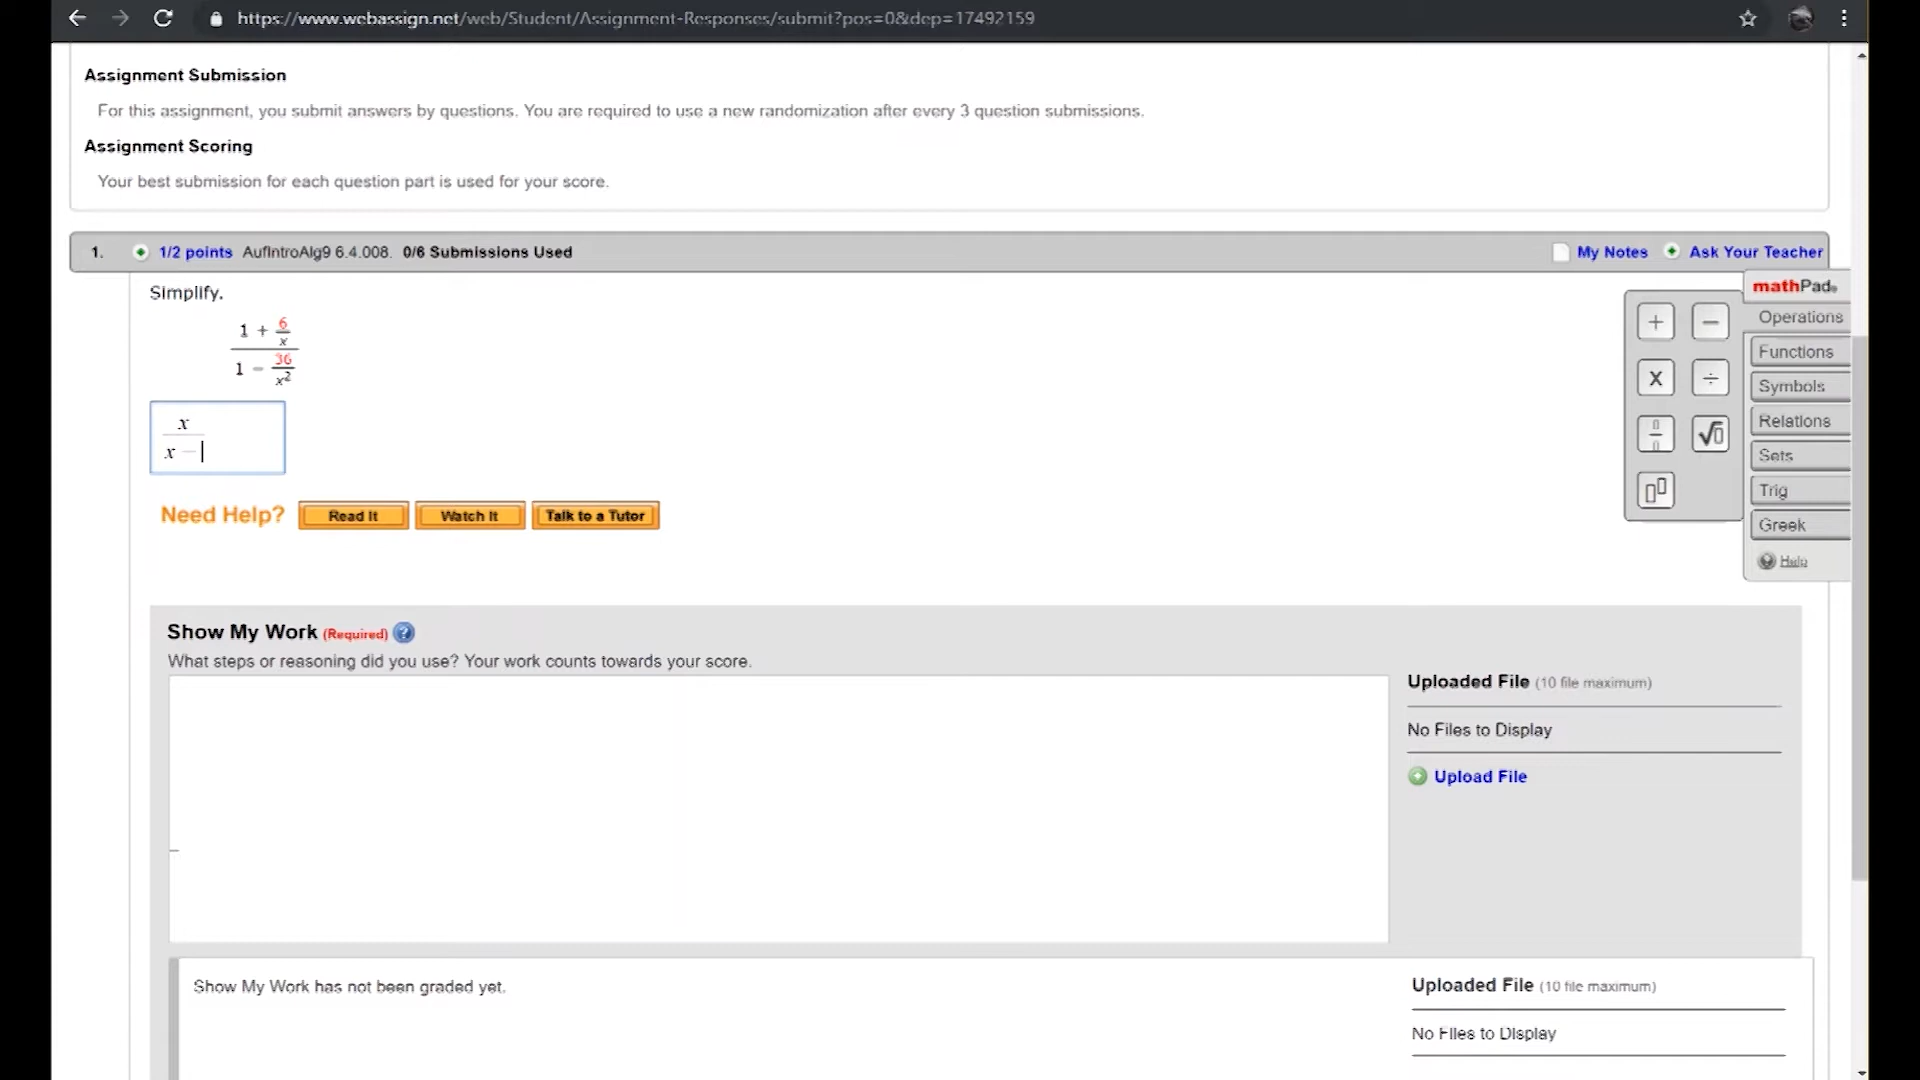 https://www.webassign.net/web/Student/Assignment-Responses/submit?pos=0&dep=17492159
Assignment Submission
For this assignment, you submit answers by questions. You are required to use a new randomization after every 3 question submissions.
Assignment Scoring
Your best submission for each question part is used for your score.
1. 1/2 points AufIntroAlg9 6.4.008. 0/6 Submissions Used My Notes Ask Your Teacher
mathPad
Simplify.
1 + 6/x
1 − 36/x²
x
x −
+ −
X ÷
√
Operations
Functions
Symbols
Relations
Sets
Trig
Greek
Help
Need Help? Read It Watch It Talk to a Tutor
Show My Work (Required) ?
What steps or reasoning did you use? Your work counts towards your score.
Uploaded File (10 file maximum)
No Files to Display
Upload File
Show My Work has not been graded yet.
Uploaded File (10 file maximum)
No Files to Display